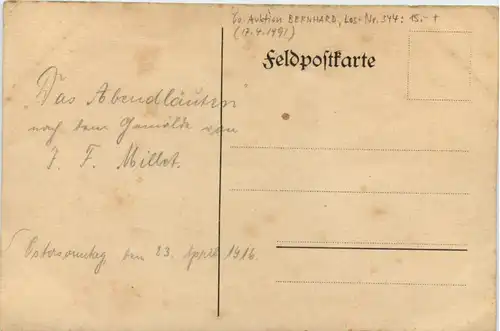 20. Auktion BERNHARD, Los-Nr. 344: 15.- +
(17.4.1991)
Feldpostkarte
Das Abendläuten
nach dem Gemälde von
J. F. Millet.
Ostersonntag, den 23. April 1916.